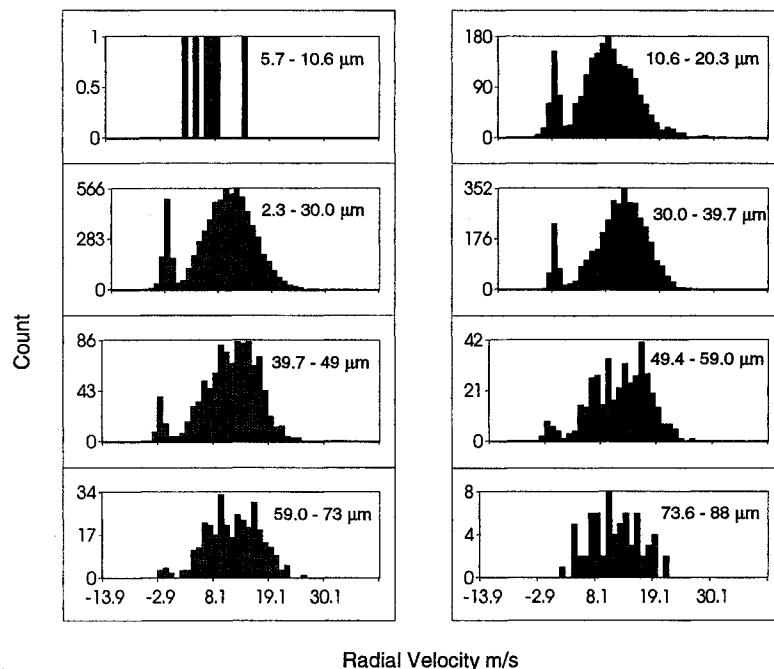 1
0.5
0
5.7 - 10.6 µm
180
90
0
10.6 - 20.3 µm
566
283
0
2.3 - 30.0 µm
352
176
0
30.0 - 39.7 µm
Count
86
43
0
39.7 - 49 µm
42
21
0
49.4 - 59.0 µm
34
17
0
59.0 - 73 µm
-13.9 -2.9 8.1 19.1 30.1
8
4
0
73.6 - 88 µm
-13.9 -2.9 8.1 19.1 30.1
Radial Velocity m/s